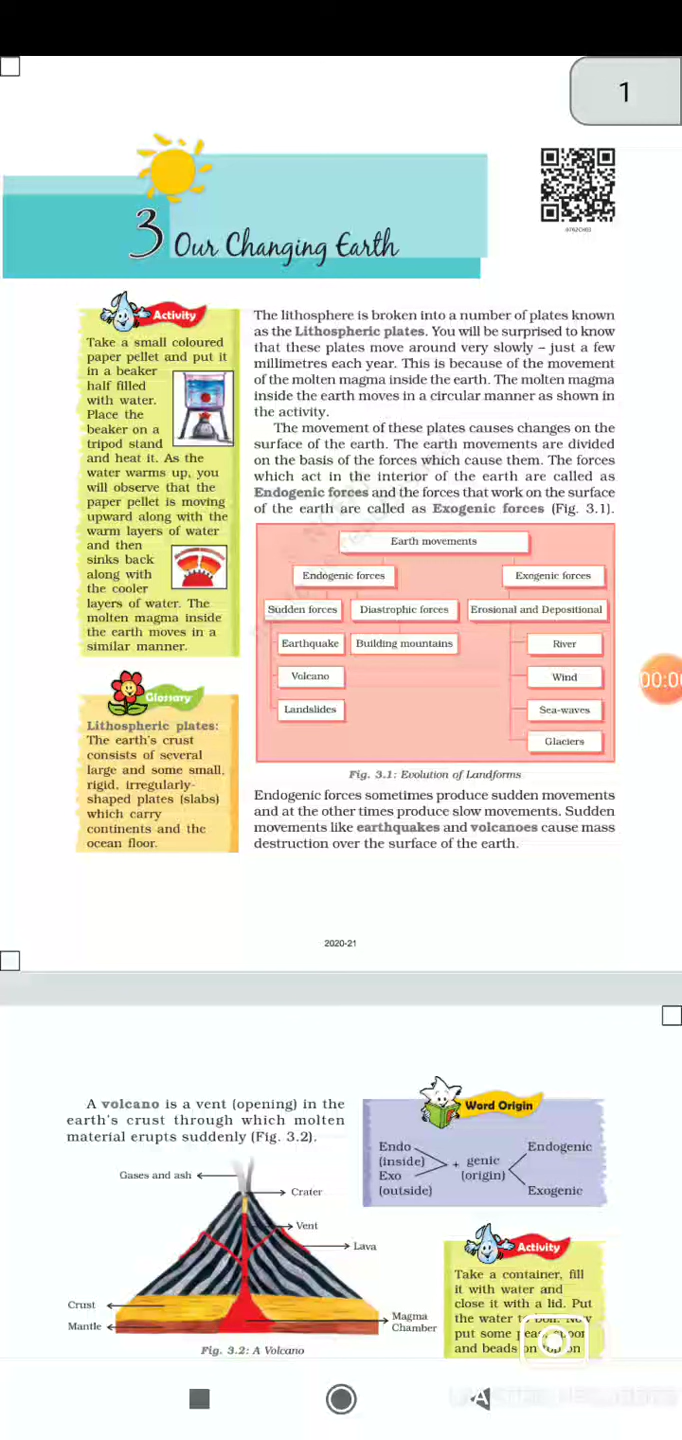 1
3 Our Changing Earth
0762CH03
Activity
Take a small coloured
paper pellet and put it
in a beaker
half filled
with water.
Place the
beaker on a
tripod stand
and heat it. As the
water warms up, you
will observe that the
paper pellet is moving
upward along with the
warm layers of water
and then
sinks back
along with
the cooler
layers of water. The
molten magma inside
the earth moves in a
similar manner.
Glossary
Lithospheric plates:
The earth's crust
consists of several
large and some small,
rigid, irregularly-
shaped plates (slabs)
which carry
continents and the
ocean floor.
The lithosphere is broken into a number of plates known
as the Lithospheric plates. You will be surprised to know
that these plates move around very slowly – just a few
millimetres each year. This is because of the movement
of the molten magma inside the earth. The molten magma
inside the earth moves in a circular manner as shown in
the activity.
The movement of these plates causes changes on the
surface of the earth. The earth movements are divided
on the basis of the forces which cause them. The forces
which act in the interior of the earth are called as
Endogenic forces and the forces that work on the surface
of the earth are called as Exogenic forces (Fig. 3.1).
Earth movements
Endogenic forces Exogenic forces
Sudden forces Diastrophic forces Erosional and Depositional
Earthquake Building mountains River
Volcano Wind
Landslides Sea-waves
Glaciers
00:0
Fig. 3.1: Evolution of Landforms
Endogenic forces sometimes produce sudden movements
and at the other times produce slow movements. Sudden
movements like earthquakes and volcanoes cause mass
destruction over the surface of the earth.
2020-21
A volcano is a vent (opening) in the
earth's crust through which molten
material erupts suddenly (Fig. 3.2).
Gases and ash
Crater
Vent
Lava
Crust
Mantle
Magma
Chamber
Fig. 3.2: A Volcano
Word Origin
Endo Endogenic
(inside) + genic
Exo (origin)
(outside) Exogenic
Activity
Take a container, fill
it with water and
close it with a lid. Put
the water to boil. Now
put some peas, spoon
and beads on top on